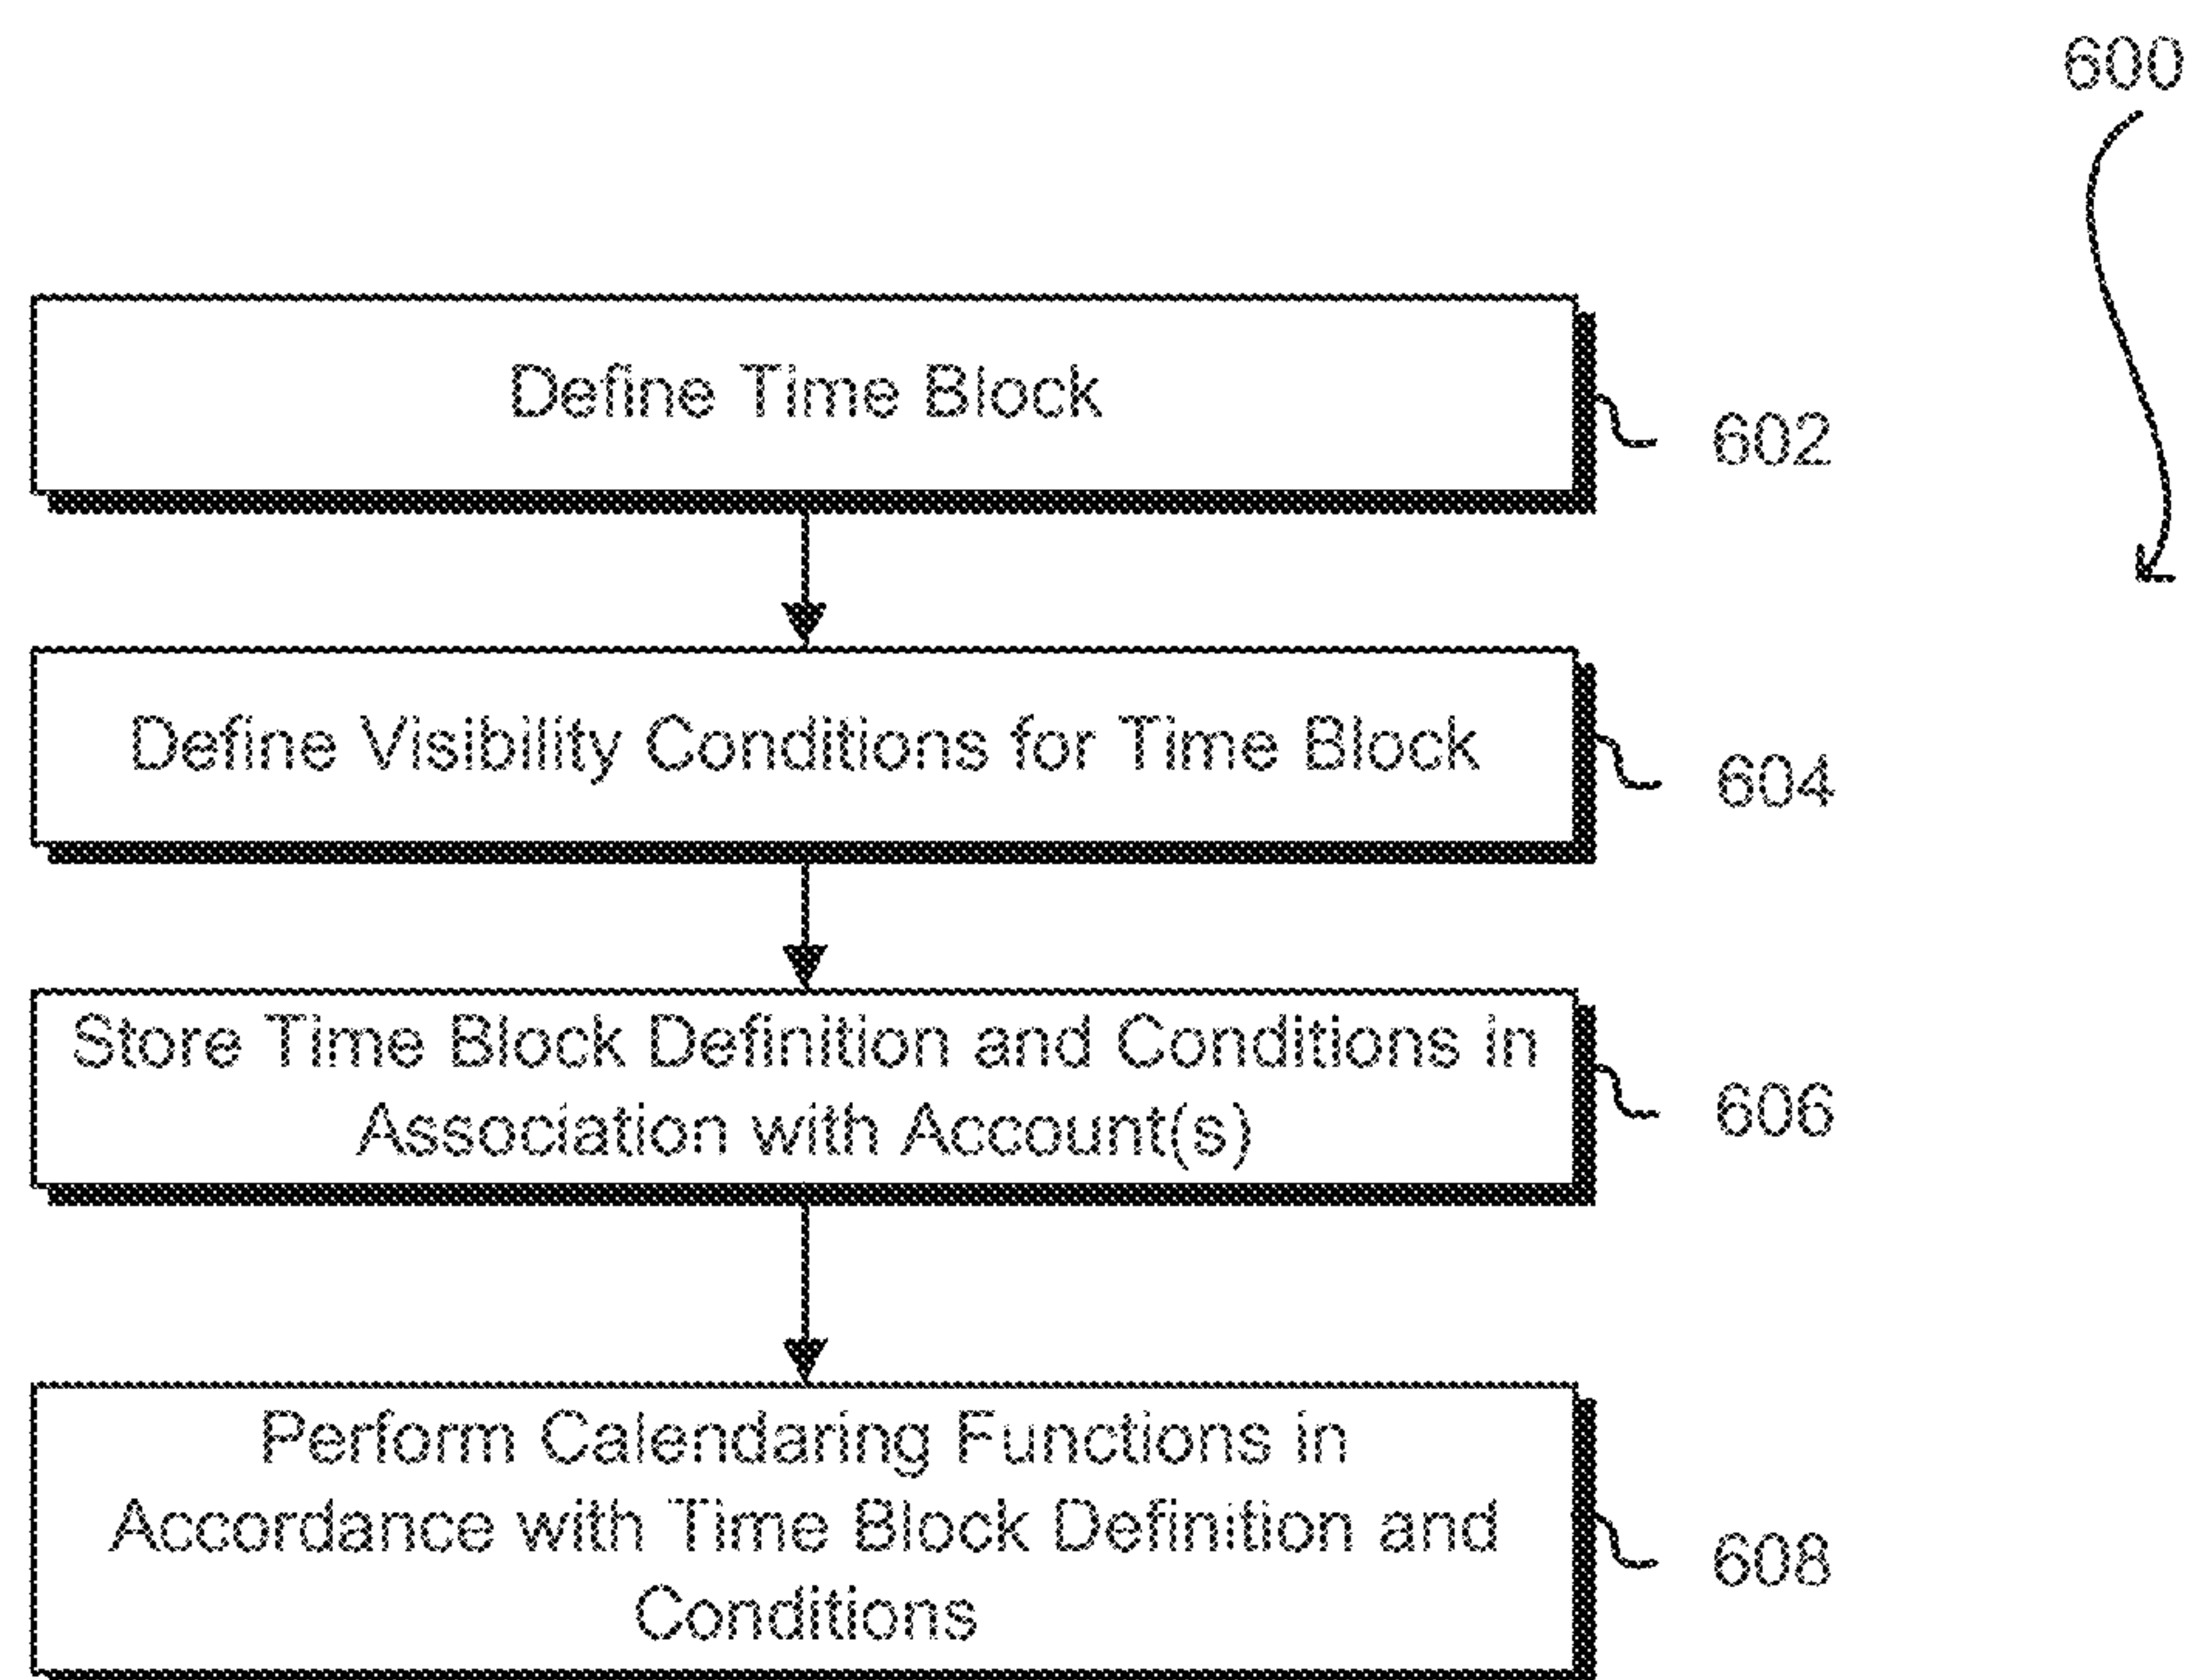 600
Define Time Block
602
Define Visibility Conditions for Time Block
604
Store Time Block Definition and Conditions in
Association with Account(s)
606
Perform Calendaring Functions in
Accordance with Time Block Definition and
Conditions
608